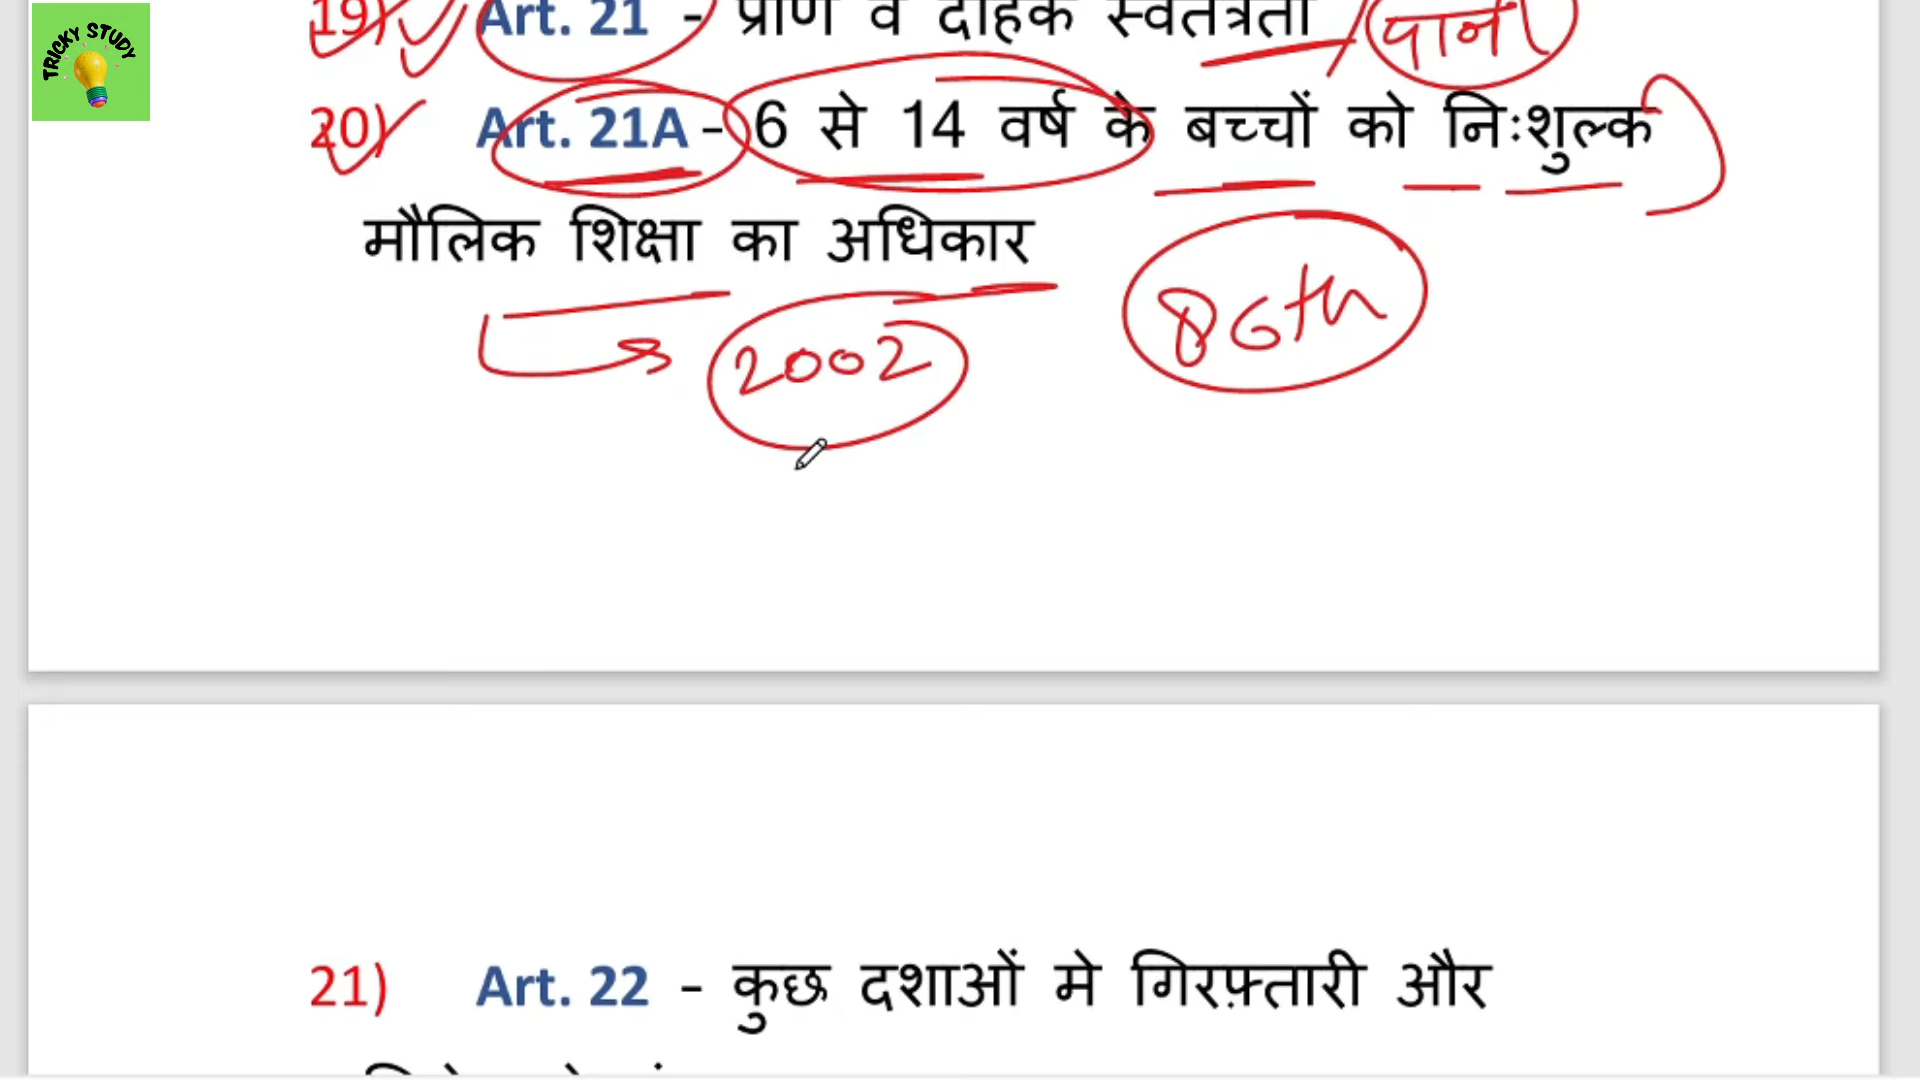 TRICKY STUDY
19) Art. 21 - प्राण व दैहिक स्वतंत्रता
20) Art. 21A - 6 से 14 वर्ष के बच्चों को निःशुल्क
मौलिक शिक्षा का अधिकार
86th
2002
21) Art. 22 - कुछ दशाओं मे गिरफ़्तारी और